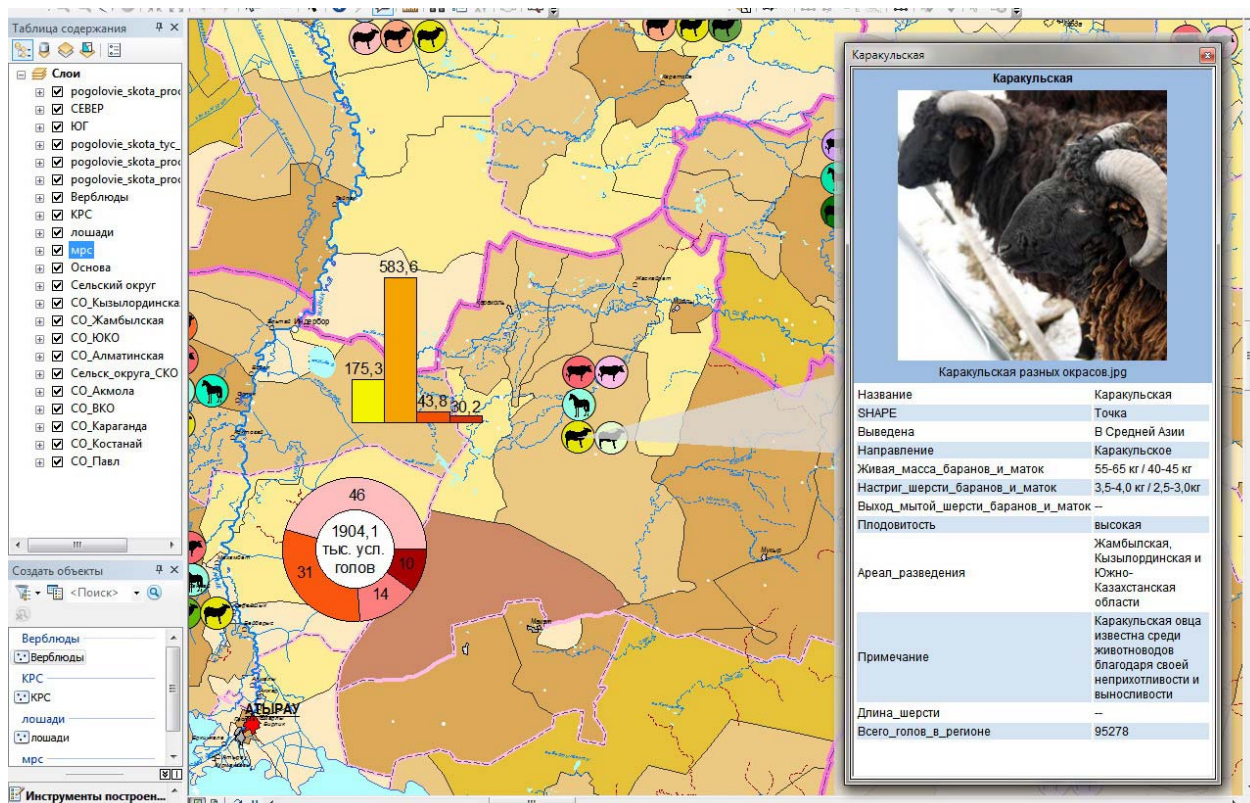 Таблица содержания
Слои
pogolovie_skota_proc
СЕВЕР
ЮГ
pogolovie_skota_tyc_
pogolovie_skota_proc
pogolovie_skota_proc
Верблюды
КРС
лошади
мрс
Основа
Сельский округ
СО_Кызылординска
СО_Жамбылская
СО_ЮКО
СО_Алматинская
Сельск_округа_СКО
СО_Акмола
СО_ВКО
СО_Караганда
СО_Костанай
СО_Павл
Создать объекты
<Поиск>
Верблюды
Верблюды
КРС
КРС
лошади
лошади
мрс
Инструменты построен...
583,6
175,3
43,8
30,2
46
1904,1
тыс. усл.
голов
10
31
14
Индербор
Макат
АТЫРАУ
Каракульская
Каракульская
Каракульская разных окрасов.jpg
Название Каракульская
SHAPE Точка
Выведена В Средней Азии
Направление Каракульское
Живая_масса_баранов_и_маток 55-65 кг / 40-45 кг
Настриг_шерсти_баранов_и_маток 3,5-4,0 кг / 2,5-3,0кг
Выход_мытой_шерсти_баранов_и_маток --
Плодовитость высокая
Ареал_разведения Жамбылская,
Кызылординская и
Южно-
Казахстанская
области
Примечание Каракульская овца
известна среди
животноводов
благодаря своей
неприхотливости и
выносливости
Длина_шерсти --
Всего_голов_в_регионе 95278